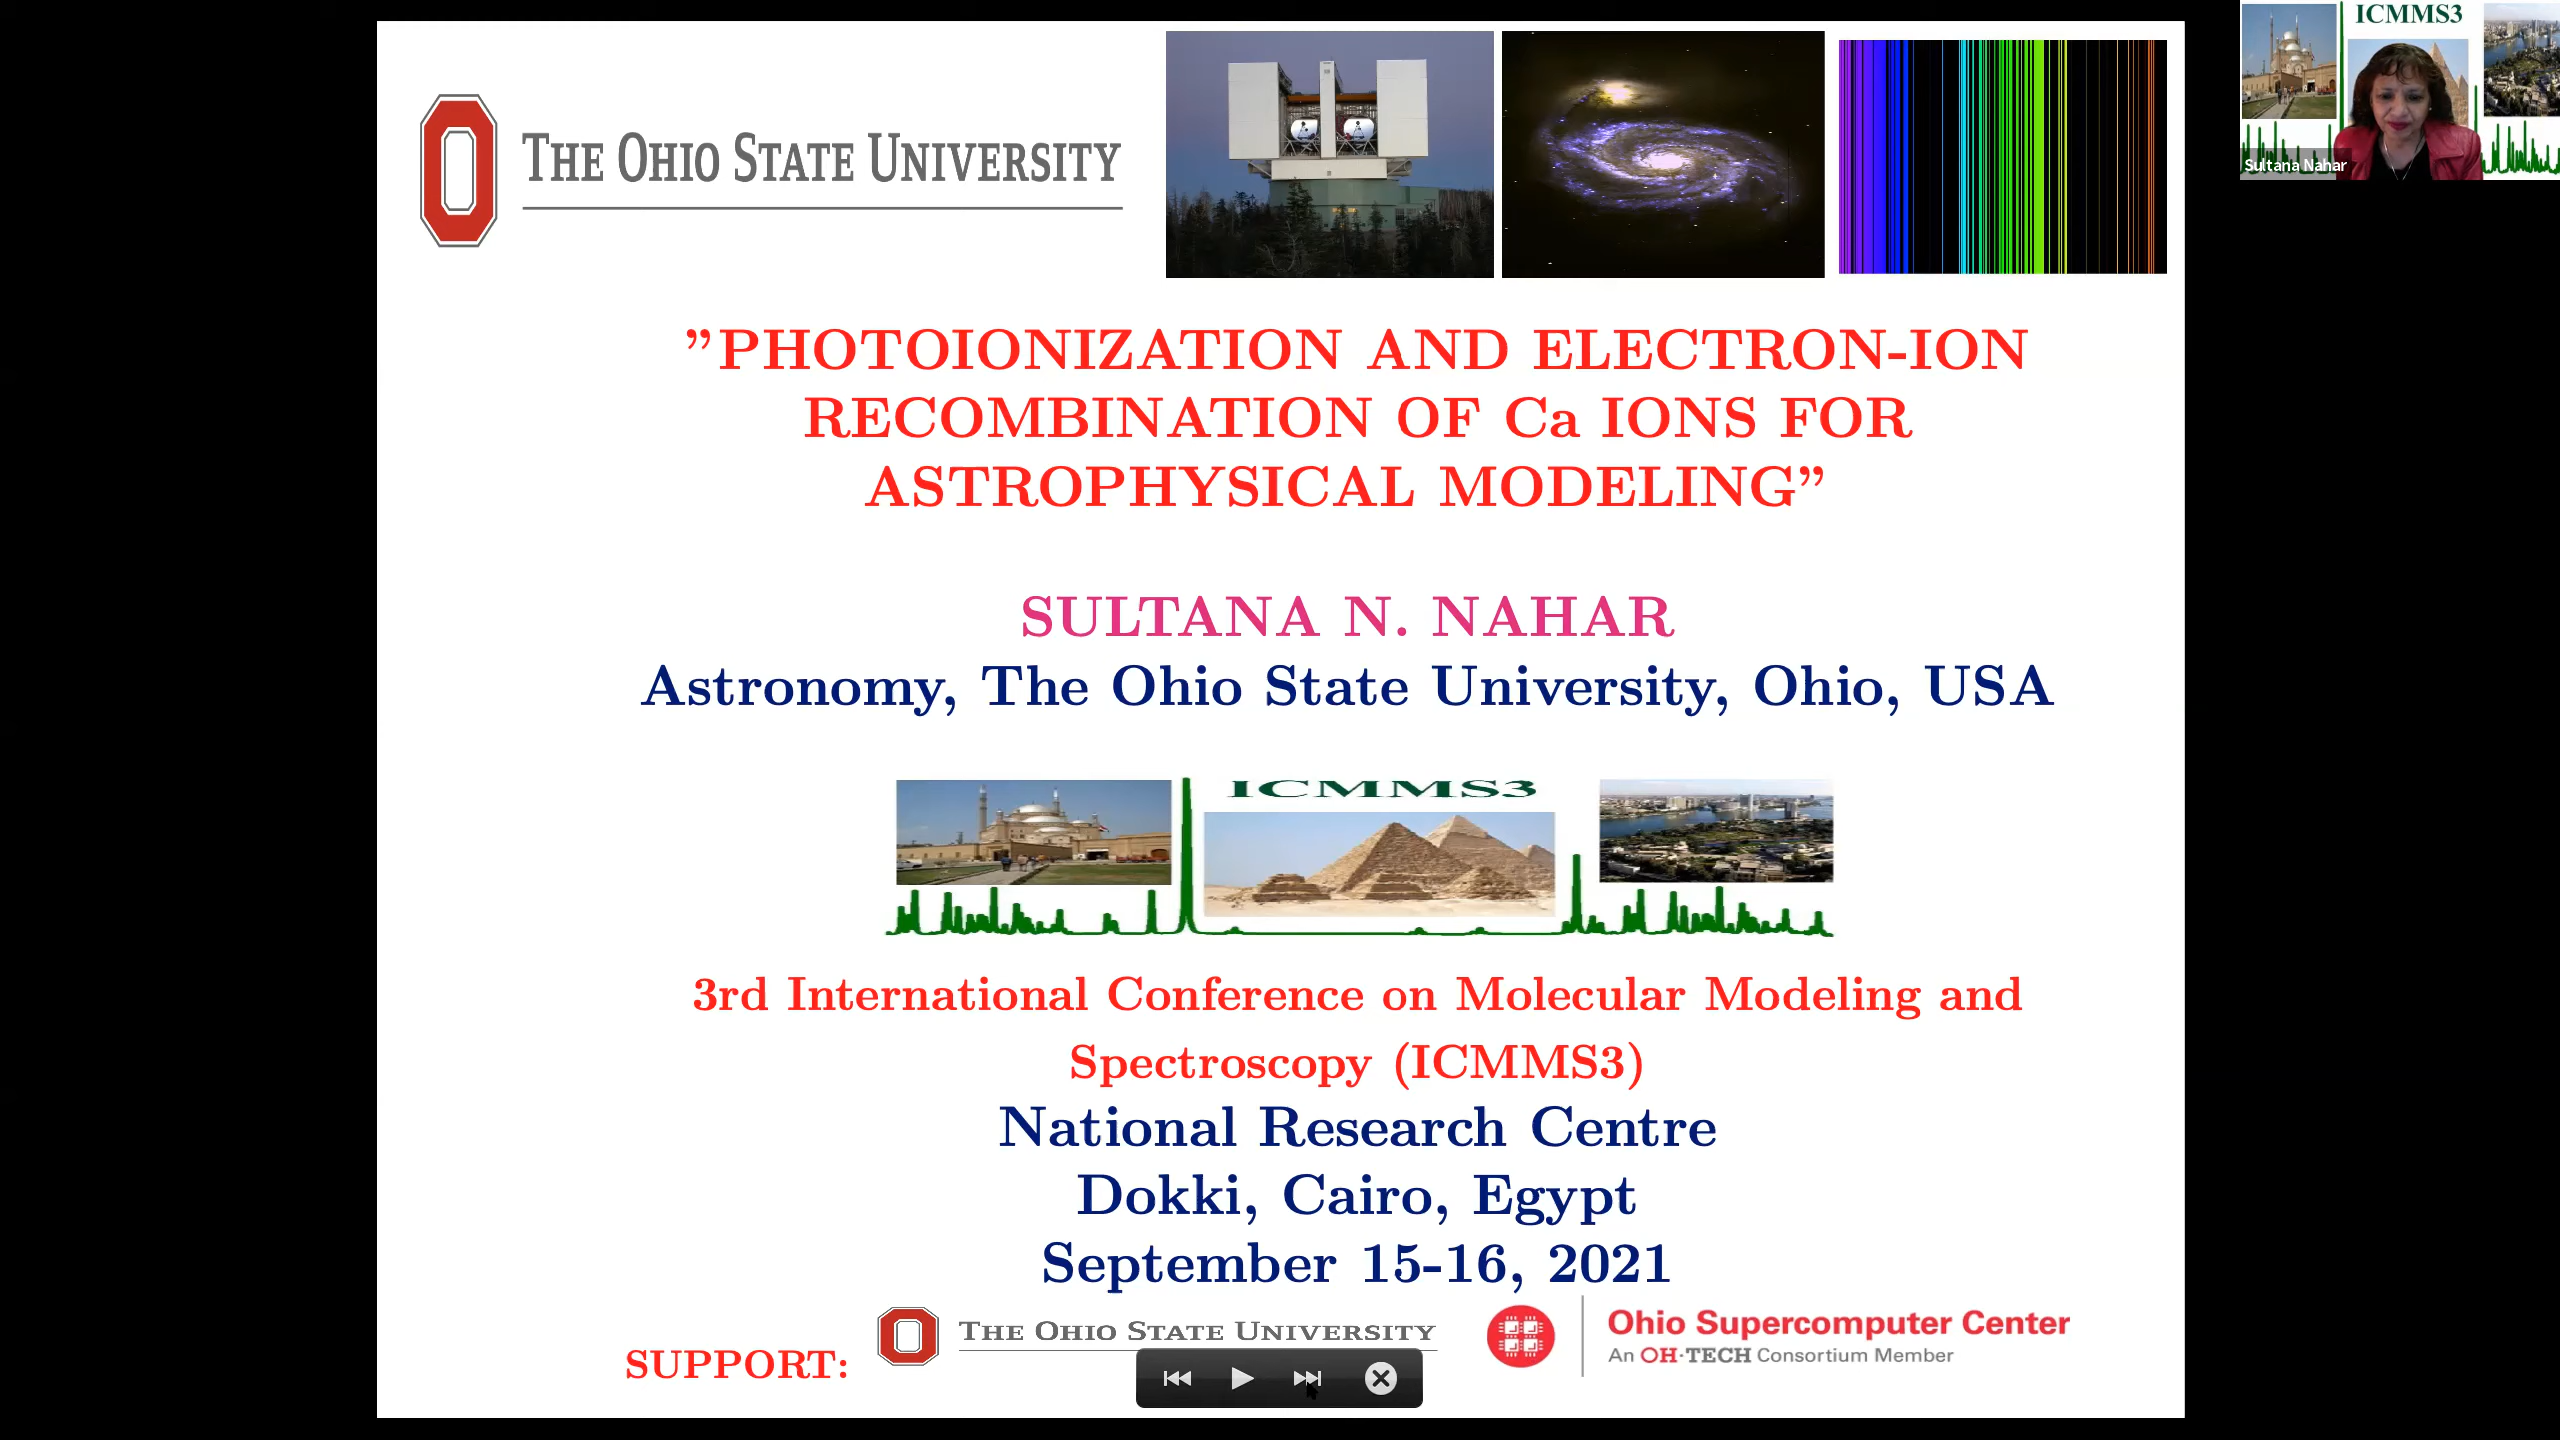 THE OHIO STATE UNIVERSITY
ICMMS3
Sultana Nahar
”PHOTOIONIZATION AND ELECTRON-ION
RECOMBINATION OF Ca IONS FOR
ASTROPHYSICAL MODELING”
SULTANA N. NAHAR
Astronomy, The Ohio State University, Ohio, USA
ICMMS3
3rd International Conference on Molecular Modeling and
Spectroscopy (ICMMS3)
National Research Centre
Dokki, Cairo, Egypt
September 15-16, 2021
SUPPORT:
THE OHIO STATE UNIVERSITY
Ohio Supercomputer Center
An OH·TECH Consortium Member